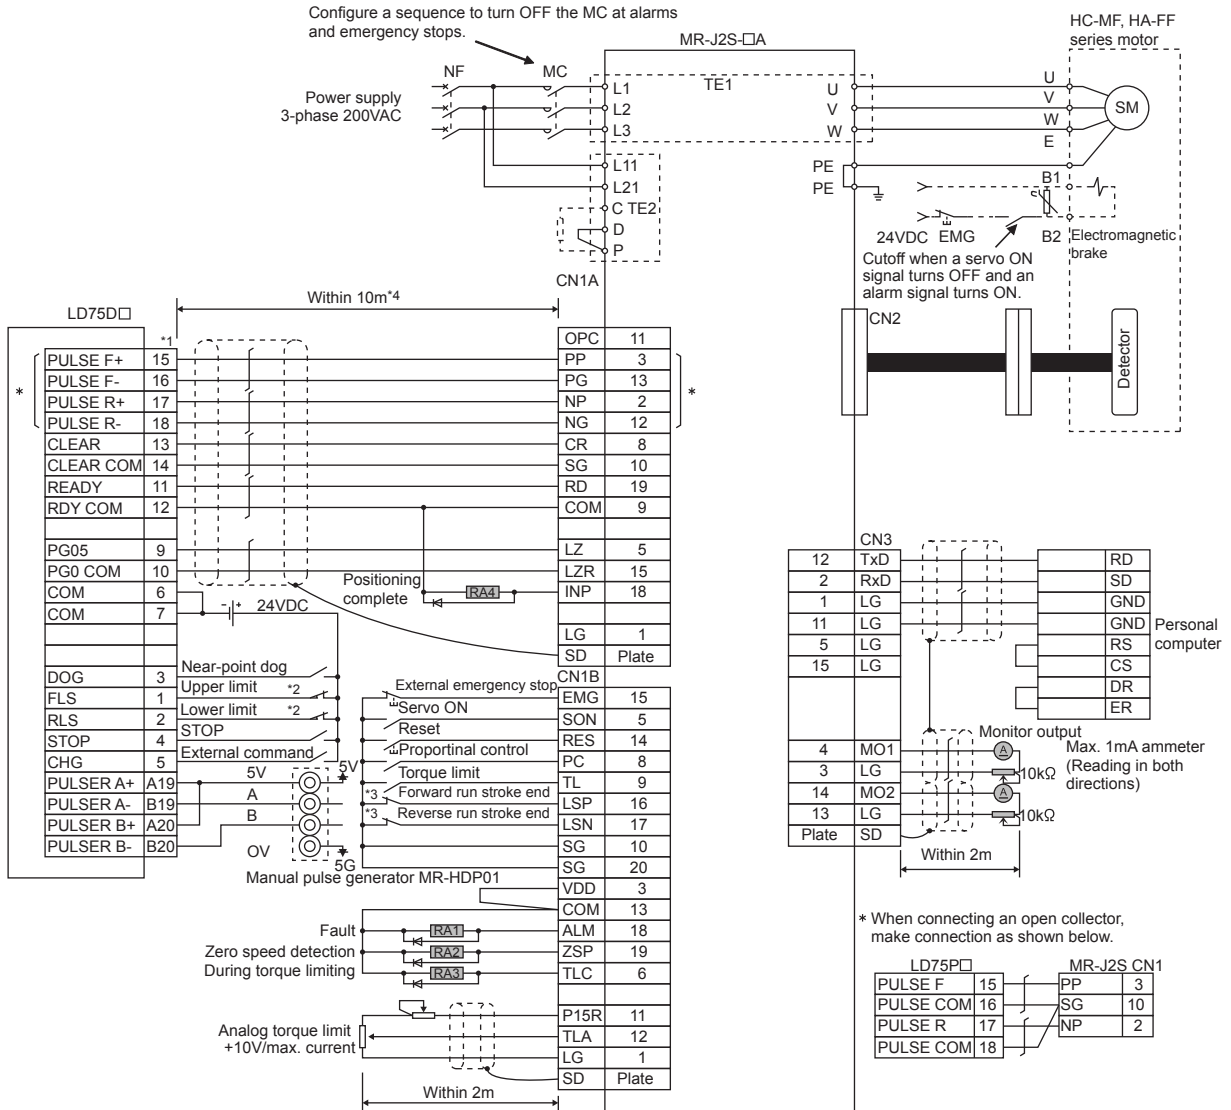 Configure a sequence to turn OFF the MC at alarms
and emergency stops.
MR-J2S-□A
HC-MF, HA-FF
series motor
NF
MC
TE1
Power supply
3-phase 200VAC
L1
L2
L3
U
V
W
U
V
W
E
SM
L11
L21
C TE2
D
P
PE
PE
B1
B2
24VDC EMG
Electromagnetic
brake
Cutoff when a servo ON
signal turns OFF and an
alarm signal turns ON.
CN1A
Within 10m*4
LD75D□
*1
CN2
Detector
*
PULSE F+ 15
PULSE F- 16
PULSE R+ 17
PULSE R- 18
CLEAR 13
CLEAR COM 14
READY 11
RDY COM 12
PG05 9
PG0 COM 10
COM 6
COM 7
DOG 3
FLS 1
RLS 2
STOP 4
CHG 5
PULSER A+ A19
PULSER A- B19
PULSER B+ A20
PULSER B- B20
OPC 11
PP 3
PG 13
NP 2
NG 12
CR 8
SG 10
RD 19
COM 9
LZ 5
LZR 15
INP 18
LG 1
SD Plate
*
Positioning
complete
RA4
- + 24VDC
Near-point dog
Upper limit *2
Lower limit *2
STOP
External command
5V
A
B
OV
5V
5G
Manual pulse generator MR-HDP01
CN1B
External emergency stop
Servo ON
Reset
Proportinal control
Torque limit
*3 Forward run stroke end
*3 Reverse run stroke end
EMG 15
SON 5
RES 14
PC 8
TL 9
LSP 16
LSN 17
SG 10
SG 20
VDD 3
COM 13
ALM 18
ZSP 19
TLC 6
P15R 11
TLA 12
LG 1
SD Plate
Fault RA1
Zero speed detection RA2
During torque limiting RA3
Analog torque limit
+10V/max. current
Within 2m
CN3
12 TxD
2 RxD
1 LG
11 LG
5 LG
15 LG
4 MO1
3 LG
14 MO2
13 LG
Plate SD
RD
SD
GND
GND
RS
CS
DR
ER
Personal
computer
Monitor output
A
10kΩ
A
10kΩ
Max. 1mA ammeter
(Reading in both
directions)
Within 2m
* When connecting an open collector,
make connection as shown below.
LD75P□
MR-J2S CN1
PULSE F 15
PULSE COM 16
PULSE R 17
PULSE COM 18
PP 3
SG 10
NP 2